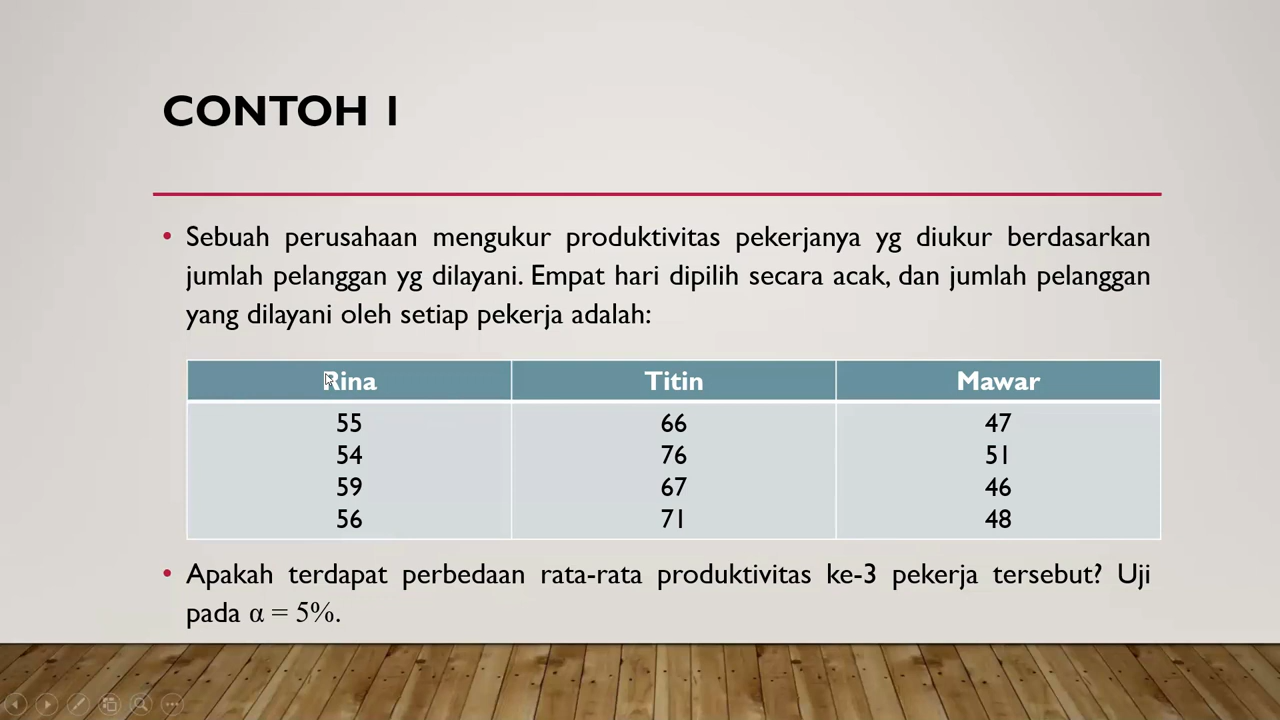 CONTOH 1
• Sebuah perusahaan mengukur produktivitas pekerjanya yg diukur berdasarkan
jumlah pelanggan yg dilayani. Empat hari dipilih secara acak, dan jumlah pelanggan
yang dilayani oleh setiap pekerja adalah:
Rina Titin Mawar
55 66 47
54 76 51
59 67 46
56 71 48
• Apakah terdapat perbedaan rata-rata produktivitas ke-3 pekerja tersebut? Uji
pada α = 5%.